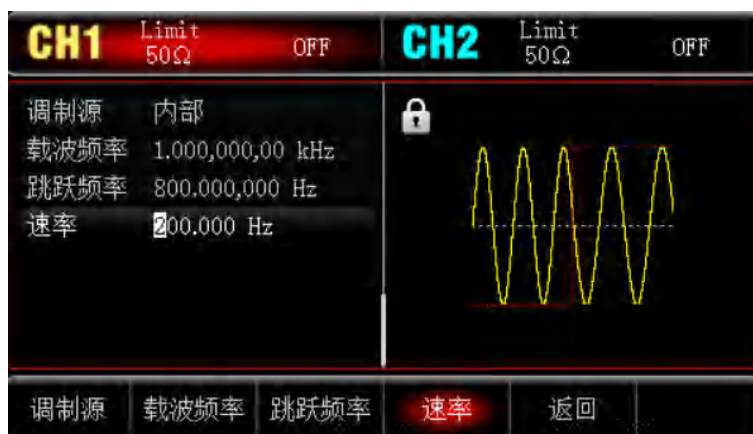 CH1 Limit 50Ω OFF CH2 Limit 50Ω OFF
调制源 内部
载波频率 1.000,000,00 kHz
跳跃频率 800.000,000 Hz
速率 200.000 Hz
调制源 载波频率 跳跃频率 速率 返回